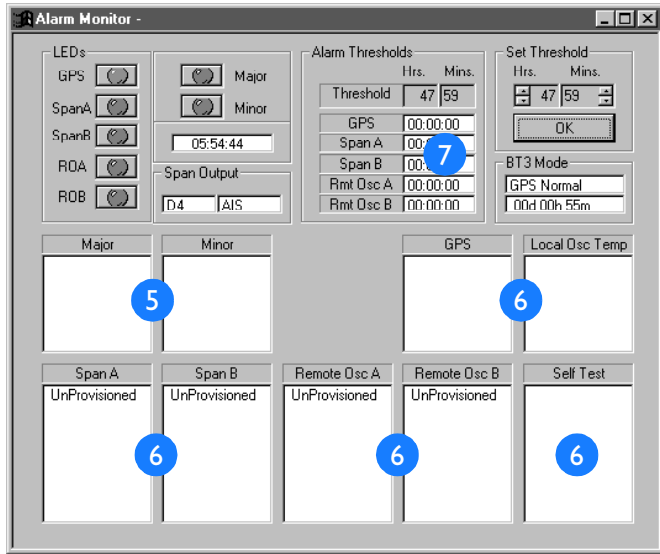 Alarm Monitor -
LEDs
GPS
SpanA
SpanB
ROA
ROB
Major
Minor
05:54:44
Span Output
D4 AIS
Alarm Thresholds
Hrs. Mins.
Threshold 47 59
GPS 00:00:00
Span A
Span B 00:00:00
Rmt Osc A 00:00:00
Rmt Osc B 00:00:00
7
Set Threshold
Hrs. Mins.
47 59
OK
BT3 Mode
GPS Normal
00d 00h 55m
Major Minor
5
GPS Local Osc Temp
6
Span A Span B Remote Osc A Remote Osc B Self Test
UnProvisioned UnProvisioned UnProvisioned UnProvisioned
6 6 6